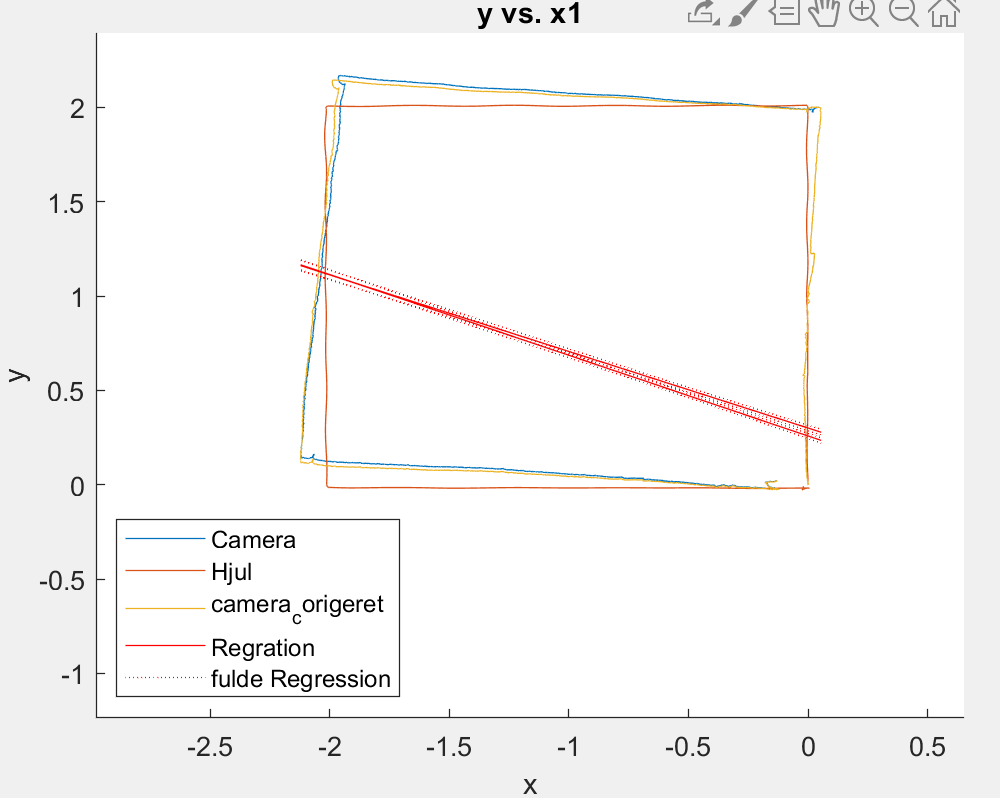 y vs. x1
2
1.5
1
0.5
0
-0.5
-1
y
Camera
Hjul
camera_corigeret
Regration
fulde Regression
-2.5 -2 -1.5 -1 -0.5 0 0.5
x